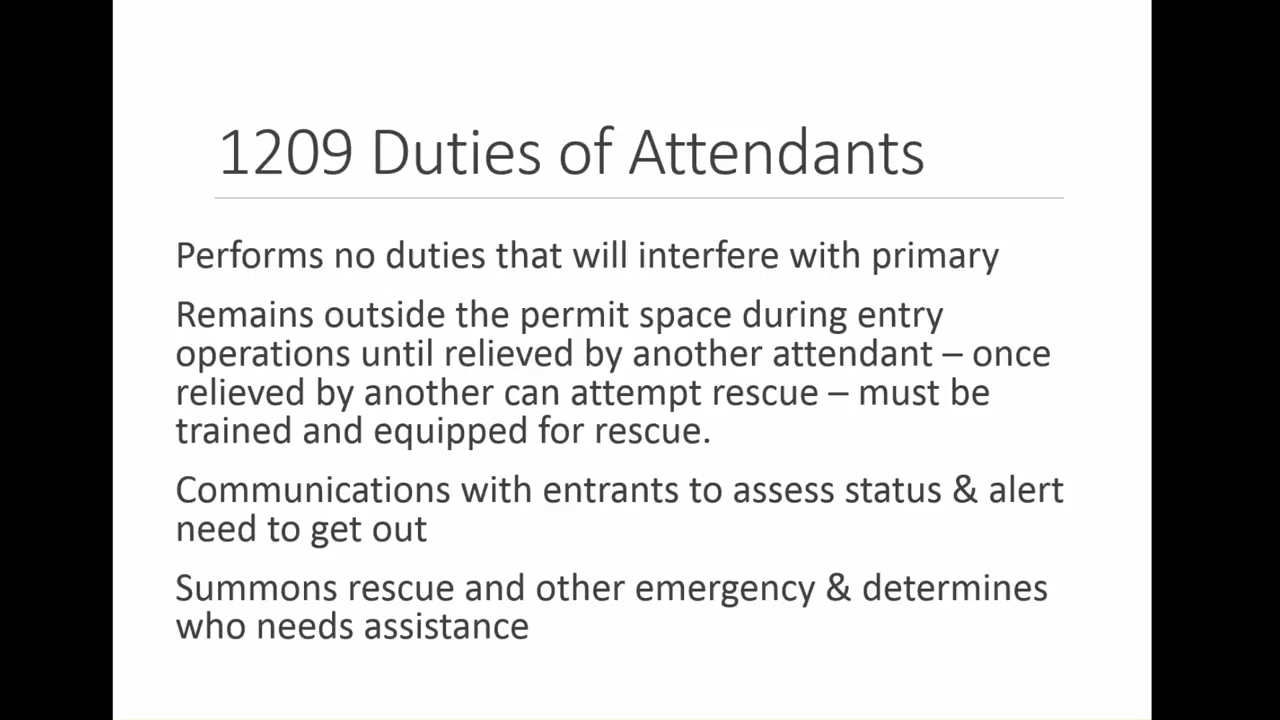 1209 Duties of Attendants
Performs no duties that will interfere with primary
Remains outside the permit space during entry
operations until relieved by another attendant – once
relieved by another can attempt rescue – must be
trained and equipped for rescue.
Communications with entrants to assess status & alert
need to get out
Summons rescue and other emergency & determines
who needs assistance